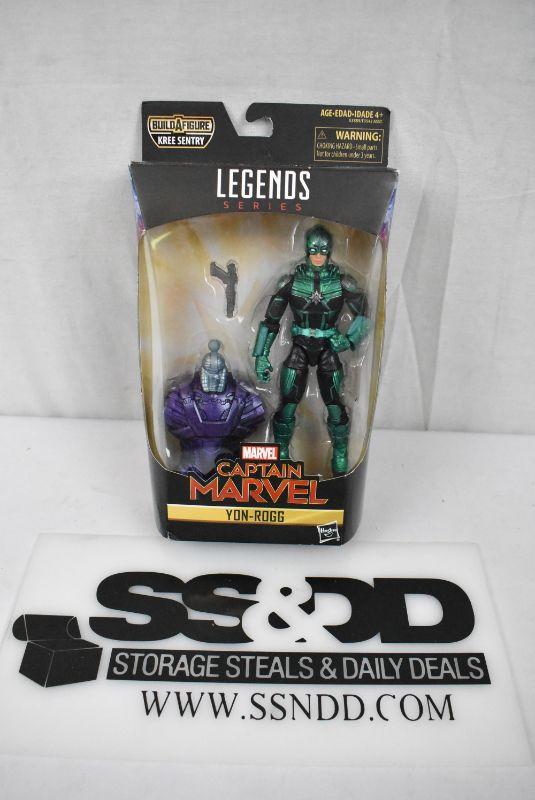 BUILD A FIGURE
KREE SENTRY
AGE•EDAD•IDADE 4+
WARNING:
CHOKING HAZARD - Small parts
Not for children under 3 years.
LEGENDS
SERIES
MARVEL
CAPTAIN
MARVEL
YON-ROGG
Hasbro
SS&DD
STORAGE STEALS & DAILY DEALS
WWW.SSNDD.COM